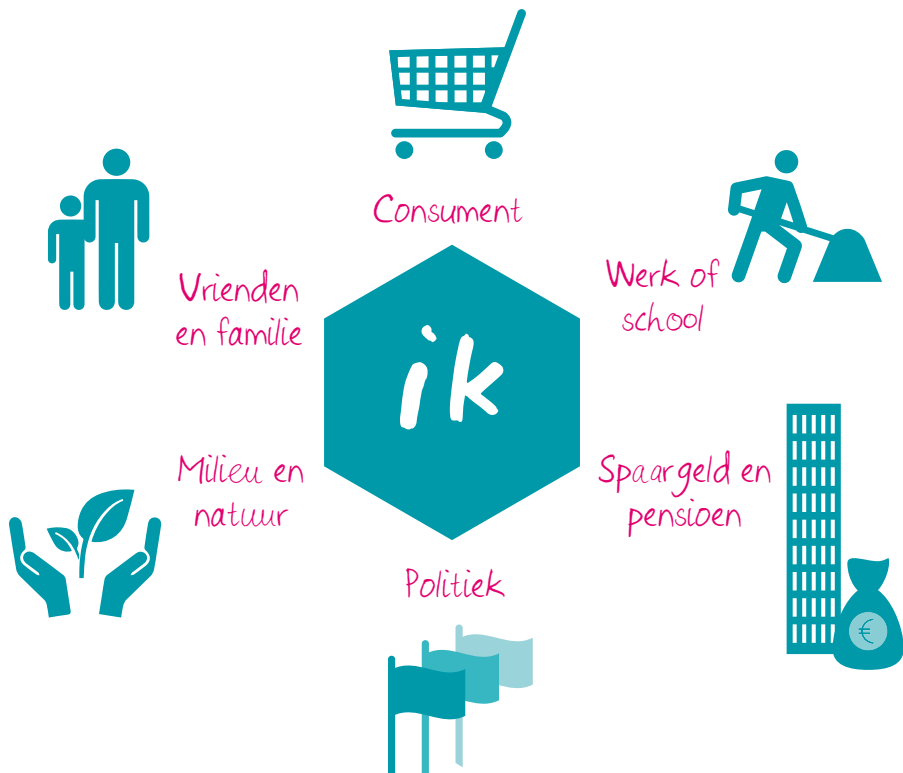 Consument
Vrienden
en familie
Werk of
school
ik
Milieu en
natuur
Spaargeld en
pensioen
€
Politiek